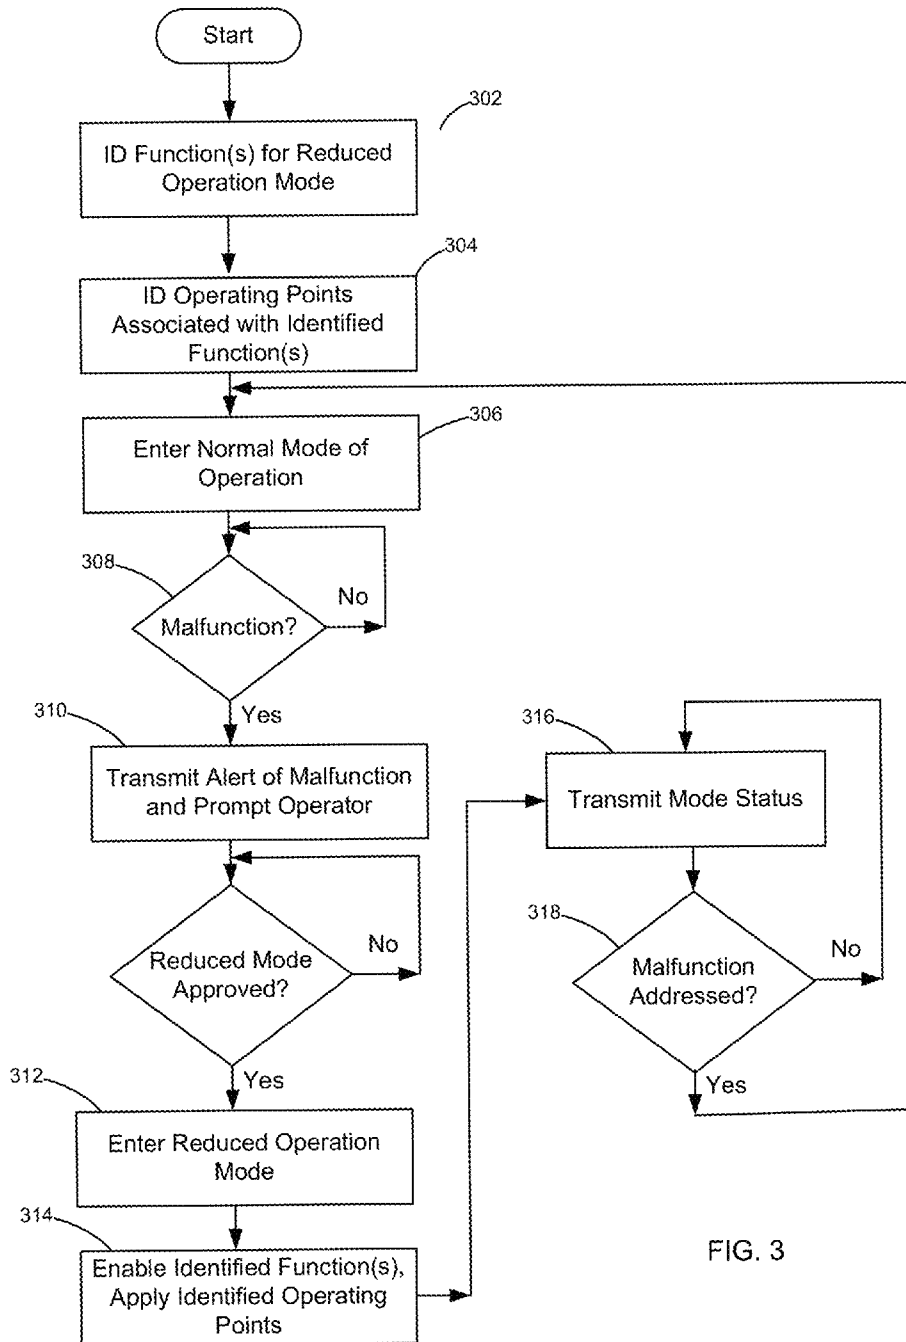 Start
302
ID Function(s) for Reduced
Operation Mode
304
ID Operating Points
Associated with Identified
Function(s)
306
Enter Normal Mode of
Operation
308
Malfunction?
No
Yes
310
Transmit Alert of Malfunction
and Prompt Operator
Reduced Mode
Approved?
No
Yes
312
Enter Reduced Operation
Mode
314
Enable Identified Function(s),
Apply Identified Operating
Points
316
Transmit Mode Status
318
Malfunction
Addressed?
No
Yes
FIG. 3